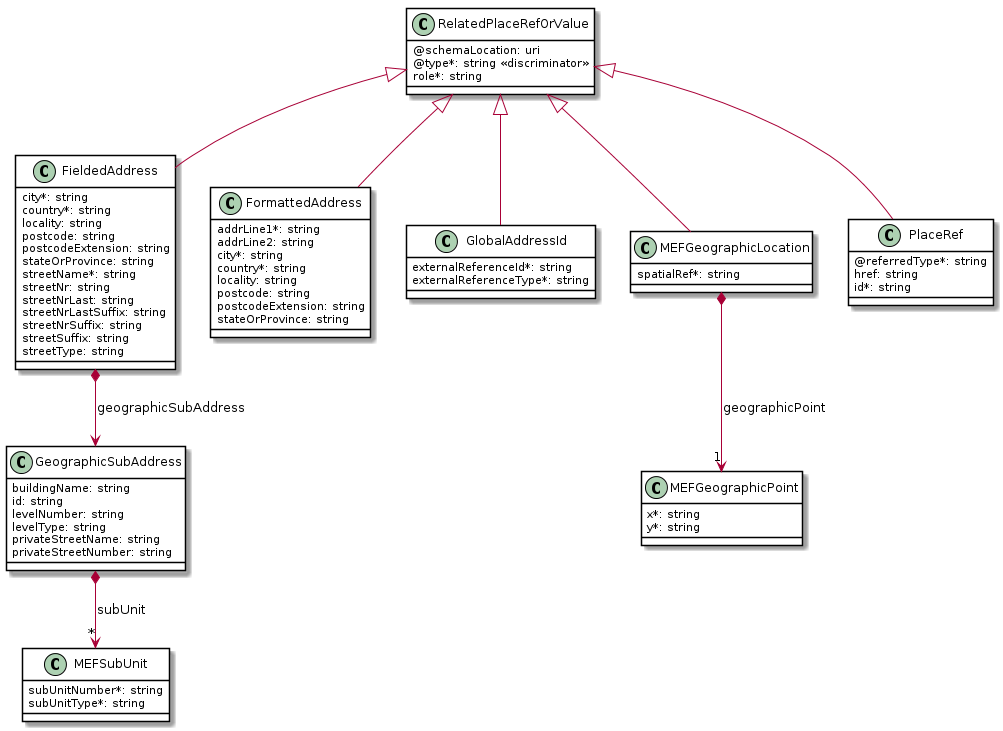 C RelatedPlaceRefOrValue
@schemaLocation: uri
@type*: string «discriminator»
role*: string
C FieldedAddress
city*: string
country*: string
locality: string
postcode: string
postcodeExtension: string
stateOrProvince: string
streetName*: string
streetNr: string
streetNrLast: string
streetNrLastSuffix: string
streetNrSuffix: string
streetSuffix: string
streetType: string
C FormattedAddress
addrLine1*: string
addrLine2: string
city*: string
country*: string
locality: string
postcode: string
postcodeExtension: string
stateOrProvince: string
C GlobalAddressId
externalReferenceId*: string
externalReferenceType*: string
C MEFGeographicLocation
spatialRef*: string
C PlaceRef
@referredType*: string
href: string
id*: string
geographicSubAddress
geographicPoint
1
C GeographicSubAddress
buildingName: string
id: string
levelNumber: string
levelType: string
privateStreetName: string
privateStreetNumber: string
C MEFGeographicPoint
x*: string
y*: string
subUnit
*
C MEFSubUnit
subUnitNumber*: string
subUnitType*: string